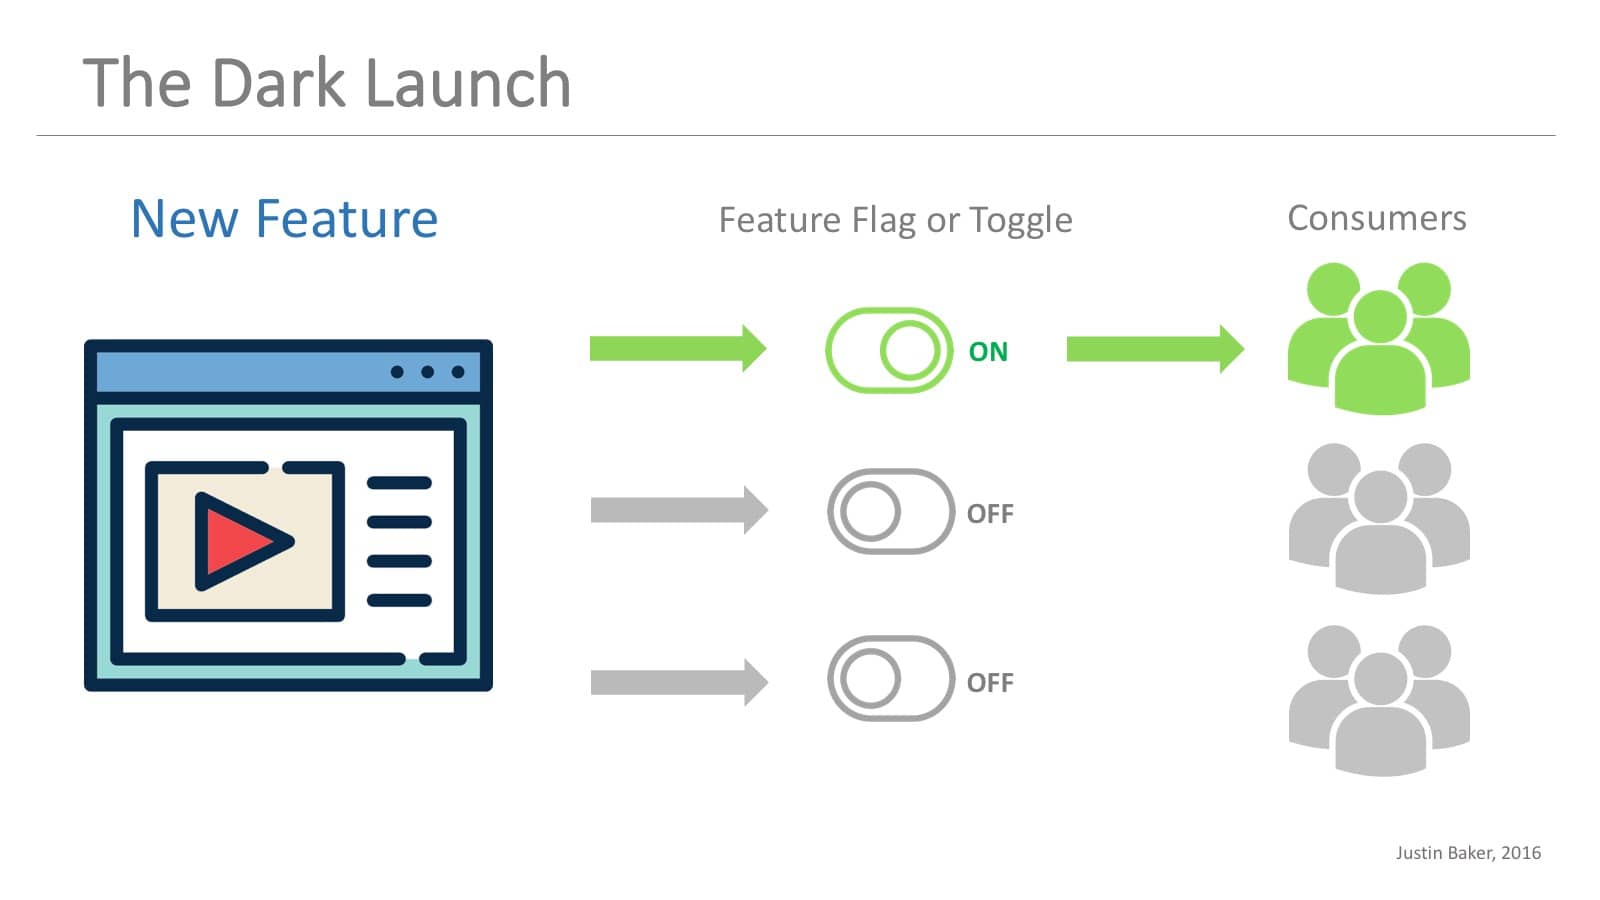 The Dark Launch
New Feature
Feature Flag or Toggle
Consumers
ON
OFF
OFF
Justin Baker, 2016